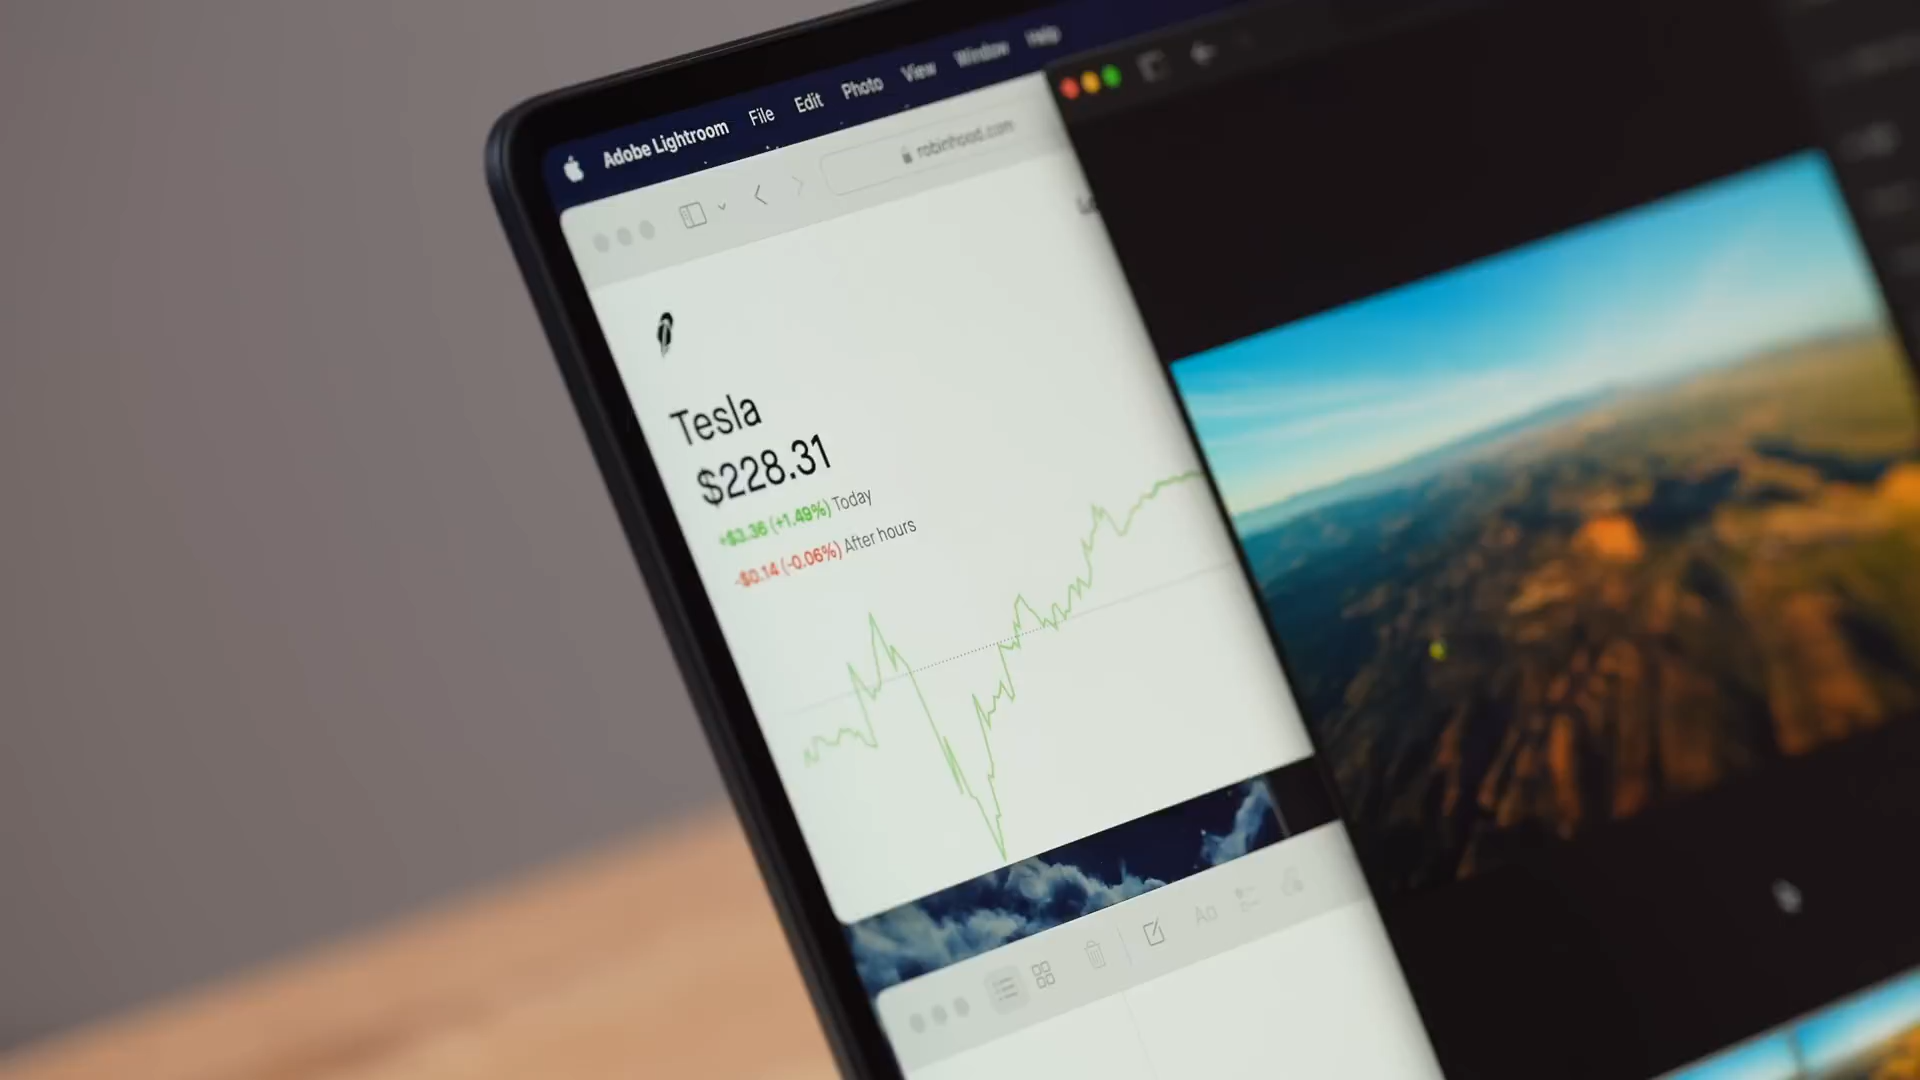 Adobe Lightroom File Edit Photo View Window Help
robinhood.com
Tesla
$228.31
+$3.36 (+1.49%) Today
-$0.14 (-0.06%) After hours
Aa